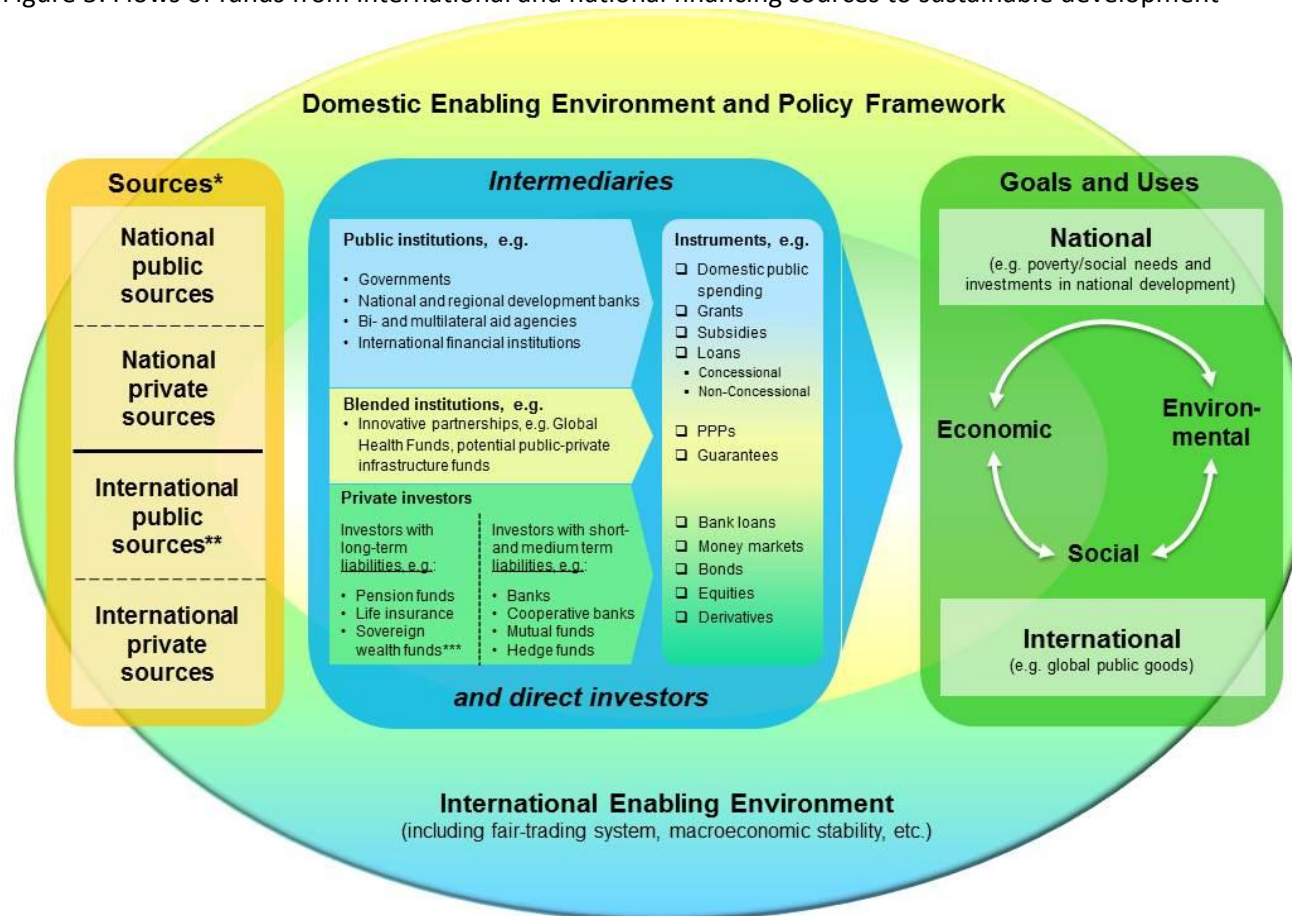 Figure 3: Flows of funds from international and national financing sources to sustainable development
Domestic Enabling Environment and Policy Framework
Sources*
National
public
sources
National
private
sources
International
public
sources**
International
private
sources
Intermediaries
Public institutions, e.g.
• Governments
• National and regional development banks
• Bi- and multilateral aid agencies
• International financial institutions
Blended institutions, e.g.
• Innovative partnerships, e.g. Global
Health Funds, potential public-private
infrastructure funds
Private investors
Investors with
long-term
liabilities, e.g.:
• Pension funds
• Life insurance
• Sovereign
wealth funds***
Investors with short-
and medium term
liabilities, e.g.:
• Banks
• Cooperative banks
• Mutual funds
• Hedge funds
Instruments, e.g.
❑ Domestic public
spending
❑ Grants
❑ Subsidies
❑ Loans
▪ Concessional
▪ Non-Concessional
❑ PPPs
❑ Guarantees
❑ Bank loans
❑ Money markets
❑ Bonds
❑ Equities
❑ Derivatives
and direct investors
Goals and Uses
National
(e.g. poverty/social needs and
investments in national development)
Economic
Environ-
mental
Social
International
(e.g. global public goods)
International Enabling Environment
(including fair-trading system, macroeconomic stability, etc.)